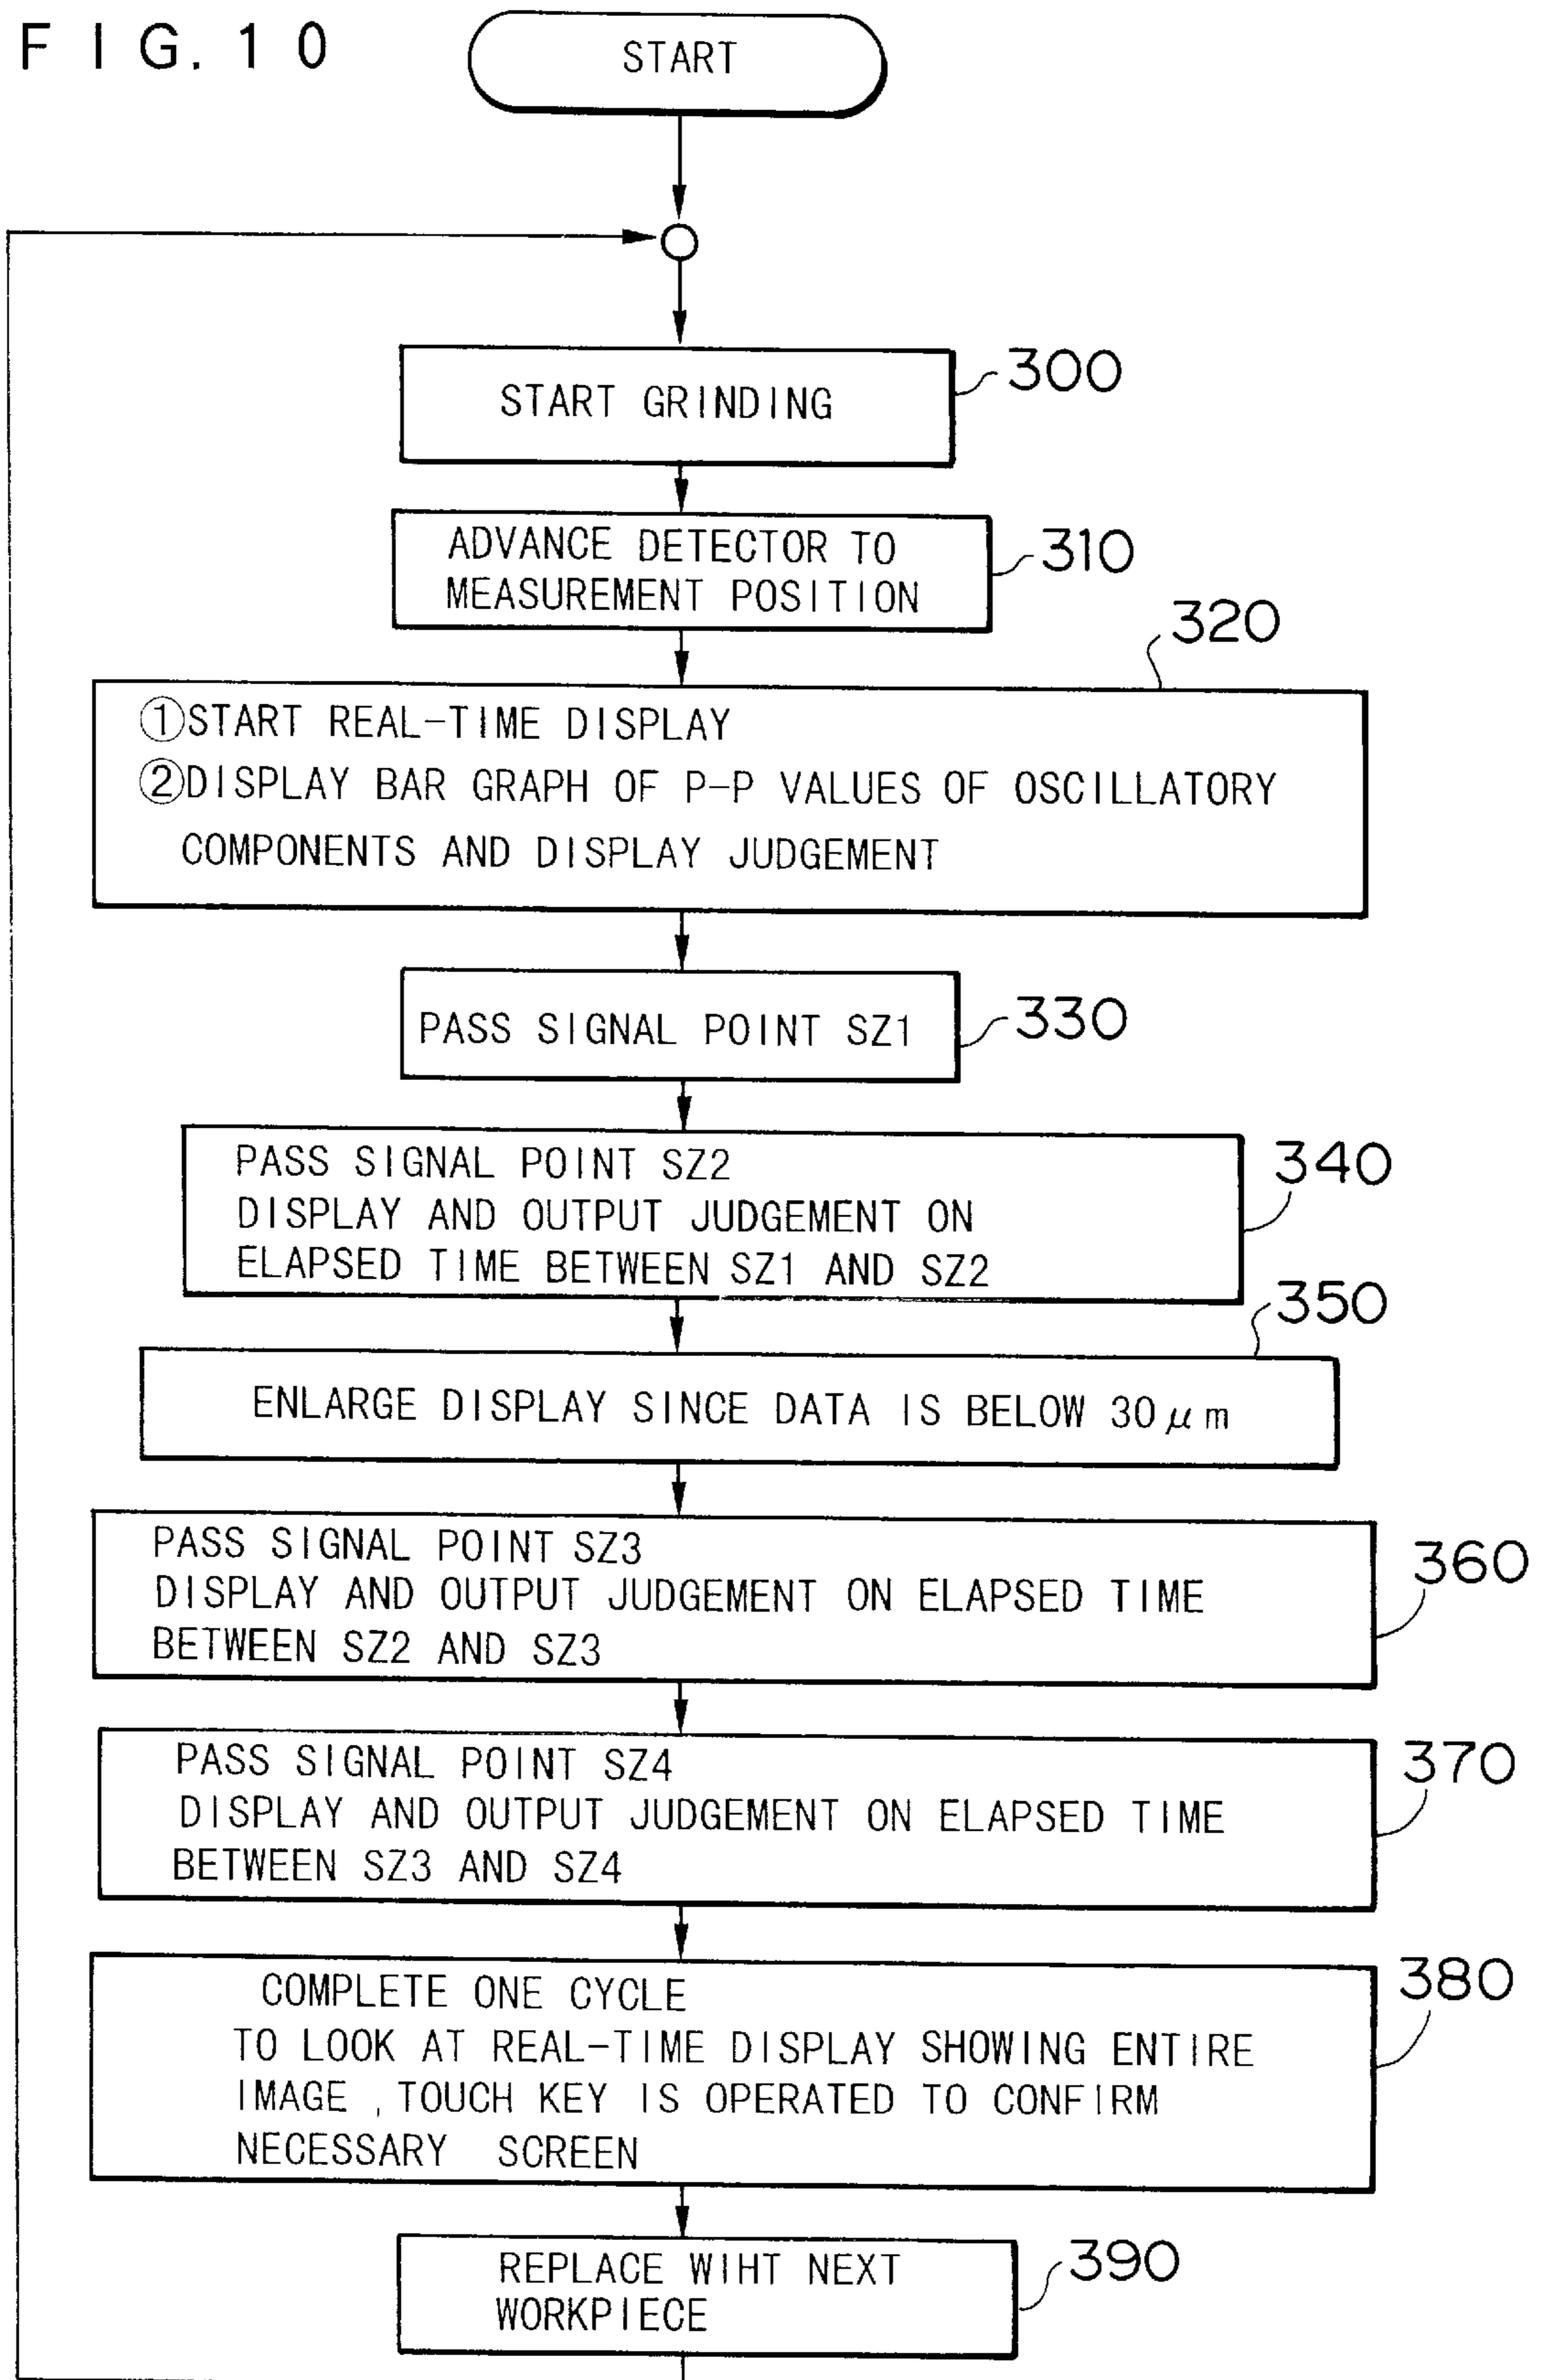 FIG. 10
START
START GRINDING
300
ADVANCE DETECTOR TO
MEASUREMENT POSITION
310
320
①START REAL-TIME DISPLAY
②DISPLAY BAR GRAPH OF P-P VALUES OF OSCILLATORY
COMPONENTS AND DISPLAY JUDGEMENT
PASS SIGNAL POINT SZ1
330
PASS SIGNAL POINT SZ2
DISPLAY AND OUTPUT JUDGEMENT ON
ELAPSED TIME BETWEEN SZ1 AND SZ2
340
350
ENLARGE DISPLAY SINCE DATA IS BELOW 30μm
PASS SIGNAL POINT SZ3
DISPLAY AND OUTPUT JUDGEMENT ON ELAPSED TIME
BETWEEN SZ2 AND SZ3
360
PASS SIGNAL POINT SZ4
DISPLAY AND OUTPUT JUDGEMENT ON ELAPSED TIME
BETWEEN SZ3 AND SZ4
370
COMPLETE ONE CYCLE
TO LOOK AT REAL-TIME DISPLAY SHOWING ENTIRE
IMAGE , TOUCH KEY IS OPERATED TO CONFIRM
NECESSARY SCREEN
380
REPLACE WIHT NEXT
WORKPIECE
390